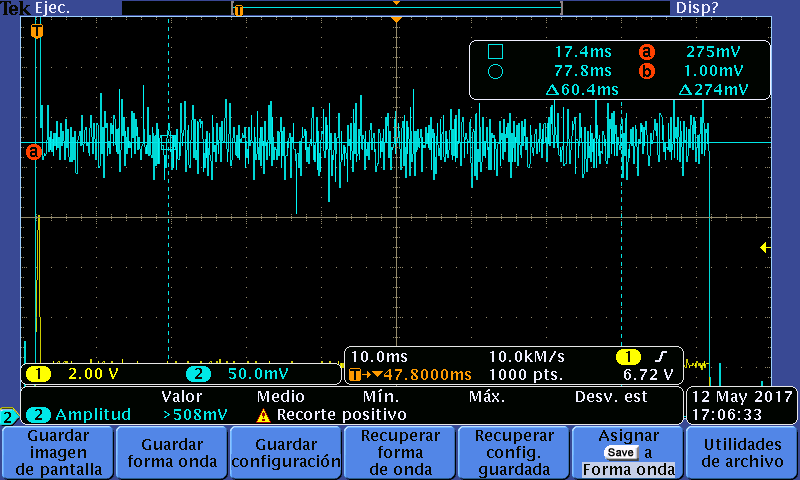 Tek Ejec. Disp?
T
T
17.4ms a 275mV
77.8ms b 1.00mV
Δ60.4ms Δ274mV
a
10.0ms 10.0kM/s 1
1 2.00 V 2 50.0mV T→▼47.8000ms 1000 pts. 6.72 V
Valor Medio Mín. Máx. Desv. est
2 2 Amplitud >508mV Recorte positivo
12 May 2017
17:06:33
Guardar
imagen
de pantalla
Guardar
forma onda
Guardar
configuración
Recuperar
forma
de onda
Recuperar
config.
guardada
Asignar
Save a
Forma onda
Utilidades
de archivo